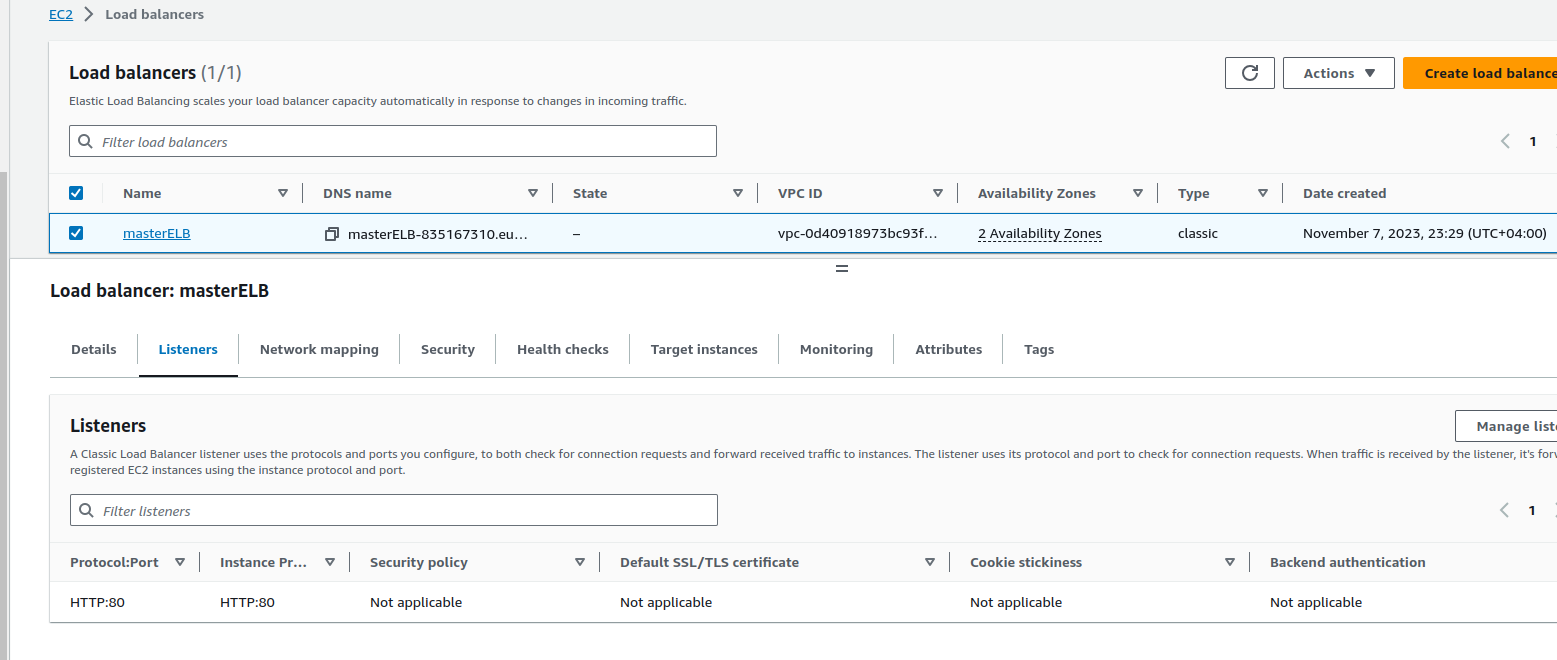 EC2 > Load balancers
Load balancers (1/1)
Actions
Create load balance
Elastic Load Balancing scales your load balancer capacity automatically in response to changes in incoming traffic.
Filter load balancers
1
Name DNS name State VPC ID Availability Zones Type Date created
masterELB masterELB-835167310.eu… – vpc-0d40918973bc93f… 2 Availability Zones classic November 7, 2023, 23:29 (UTC+04:00)
Load balancer: masterELB
Details Listeners Network mapping Security Health checks Target instances Monitoring Attributes Tags
Listeners
Manage liste
A Classic Load Balancer listener uses the protocols and ports you configure, to both check for connection requests and forward received traffic to instances. The listener uses its protocol and port to check for connection requests. When traffic is received by the listener, it's forw
registered EC2 instances using the instance protocol and port.
Filter listeners
1
Protocol:Port Instance Pr... Security policy Default SSL/TLS certificate Cookie stickiness Backend authentication
HTTP:80 HTTP:80 Not applicable Not applicable Not applicable Not applicable